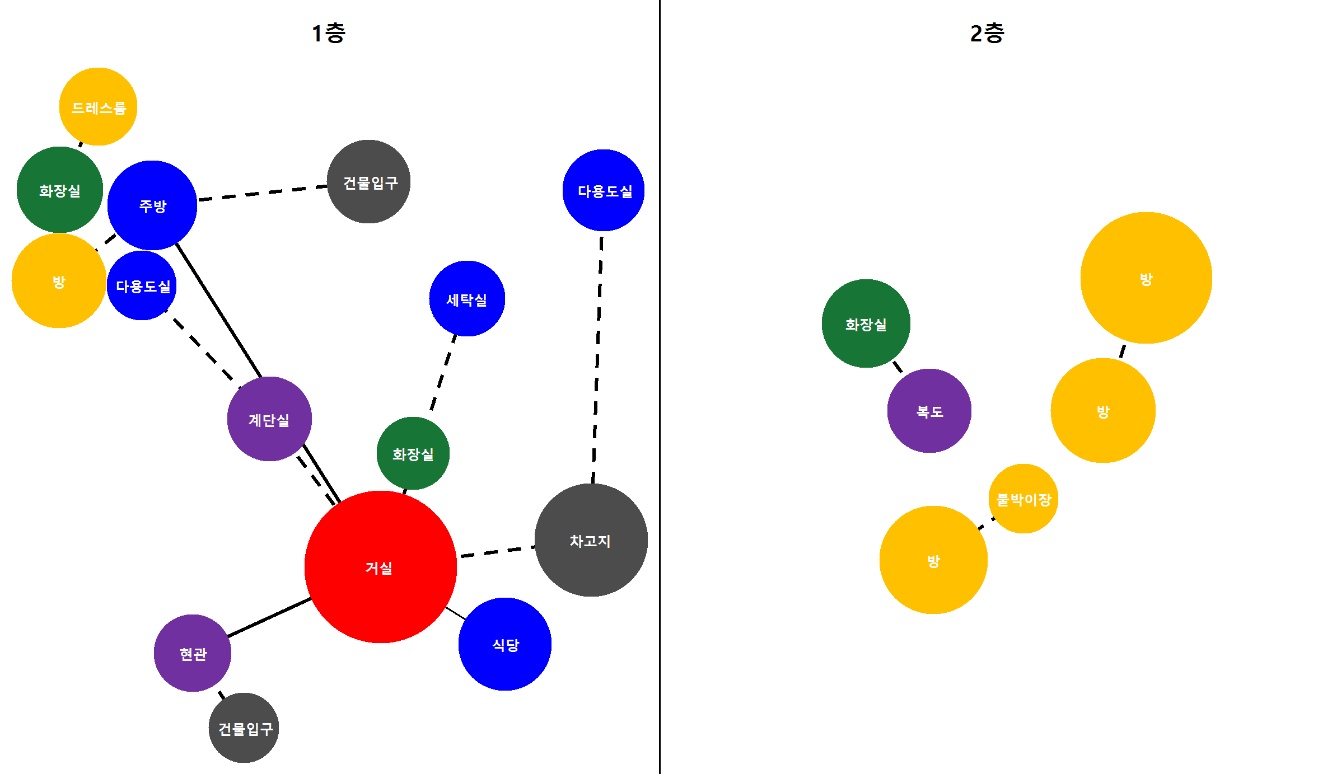 1층
드레스룸
화장실
주방
건물입구
다용도실
방
다용도실
세탁실
계단실
화장실
차고지
거실
식당
현관
건물입구
2층
방
화장실
복도
방
붙박이장
방